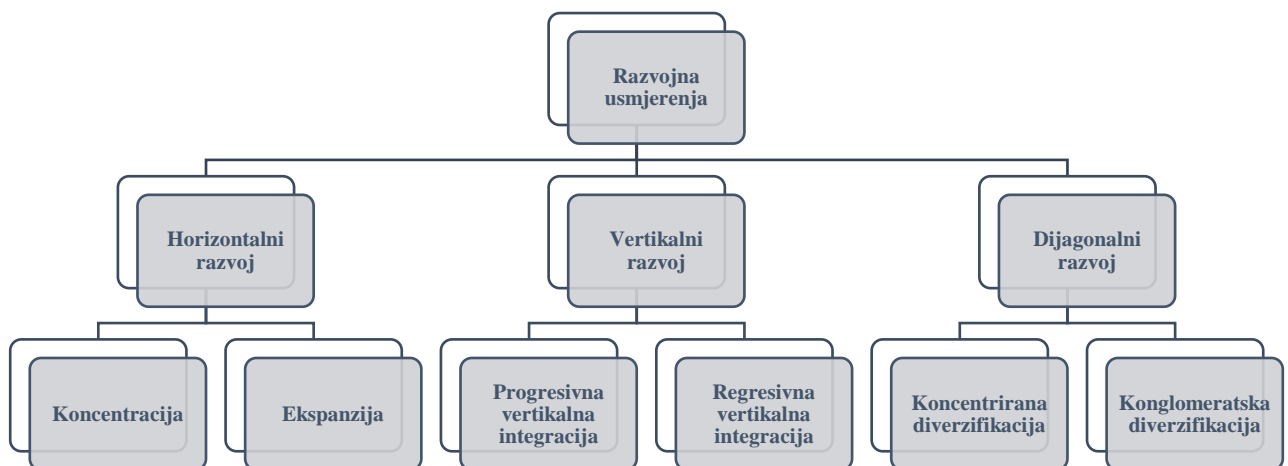 Razvojna
usmjerenja
Horizontalni
razvoj
Vertikalni
razvoj
Dijagonalni
razvoj
Koncentracija
Ekspanzija
Progresivna
vertikalna
integracija
Regresivna
vertikalna
integracija
Koncentrirana
diverzifikacija
Konglomeratska
diverzifikacija